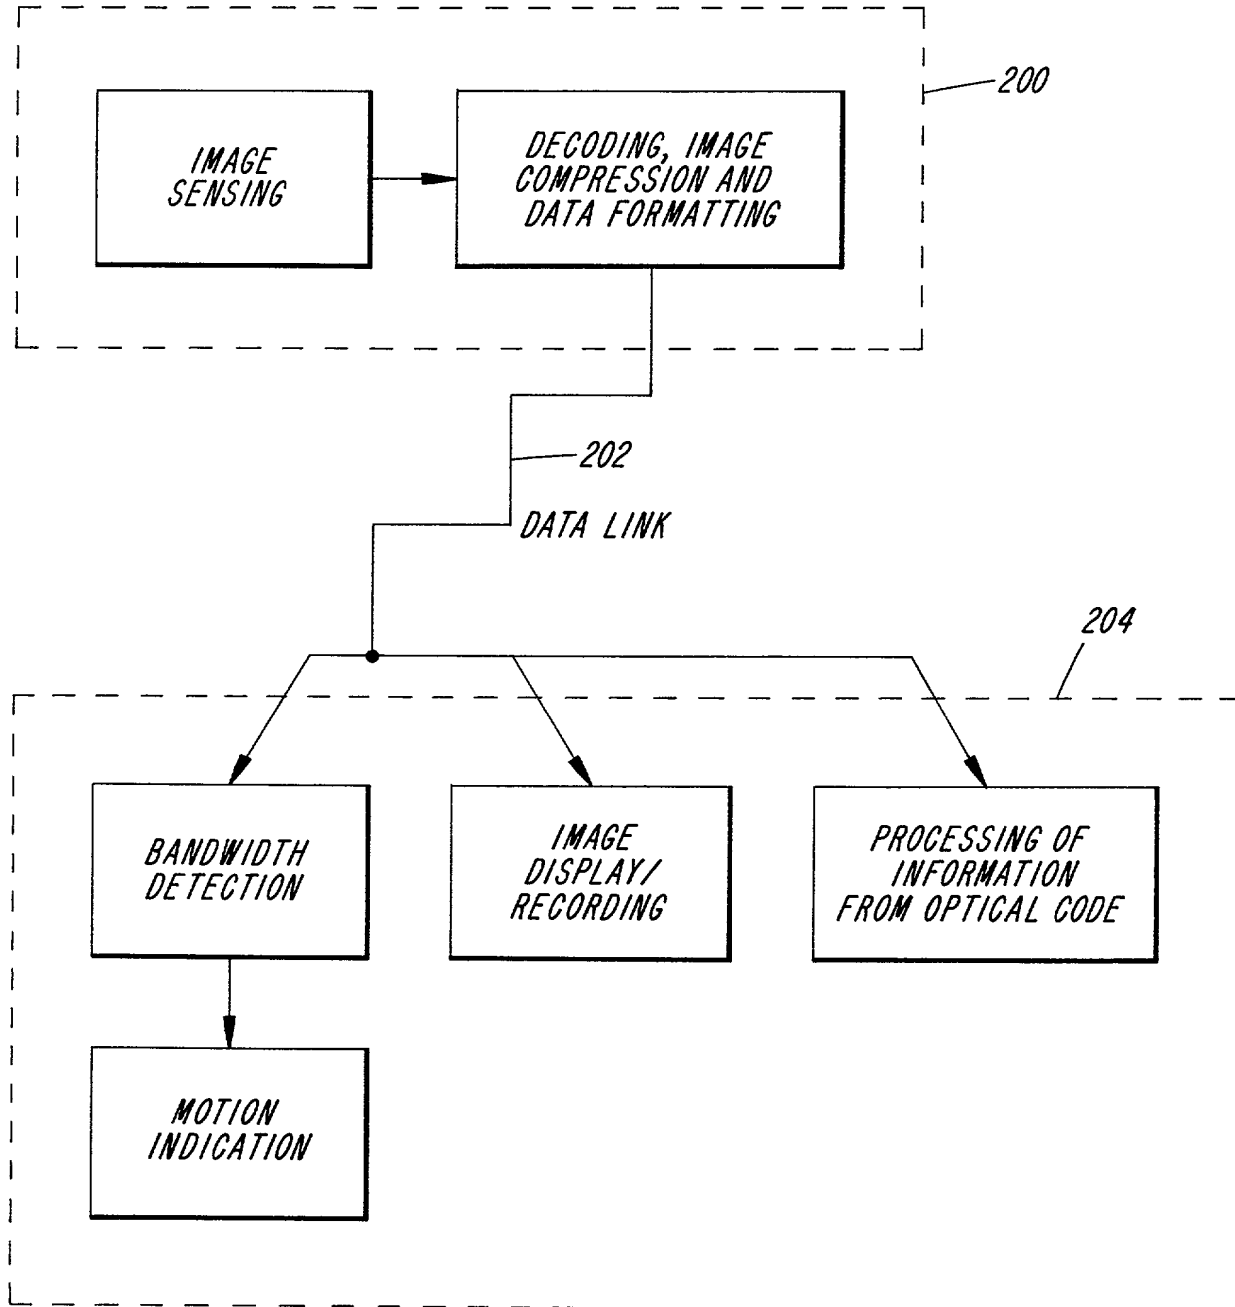 200
IMAGE
SENSING
DECODING, IMAGE
COMPRESSION AND
DATA FORMATTING
202
DATA LINK
204
BANDWIDTH
DETECTION
IMAGE
DISPLAY/
RECORDING
PROCESSING OF
INFORMATION
FROM OPTICAL CODE
MOTION
INDICATION